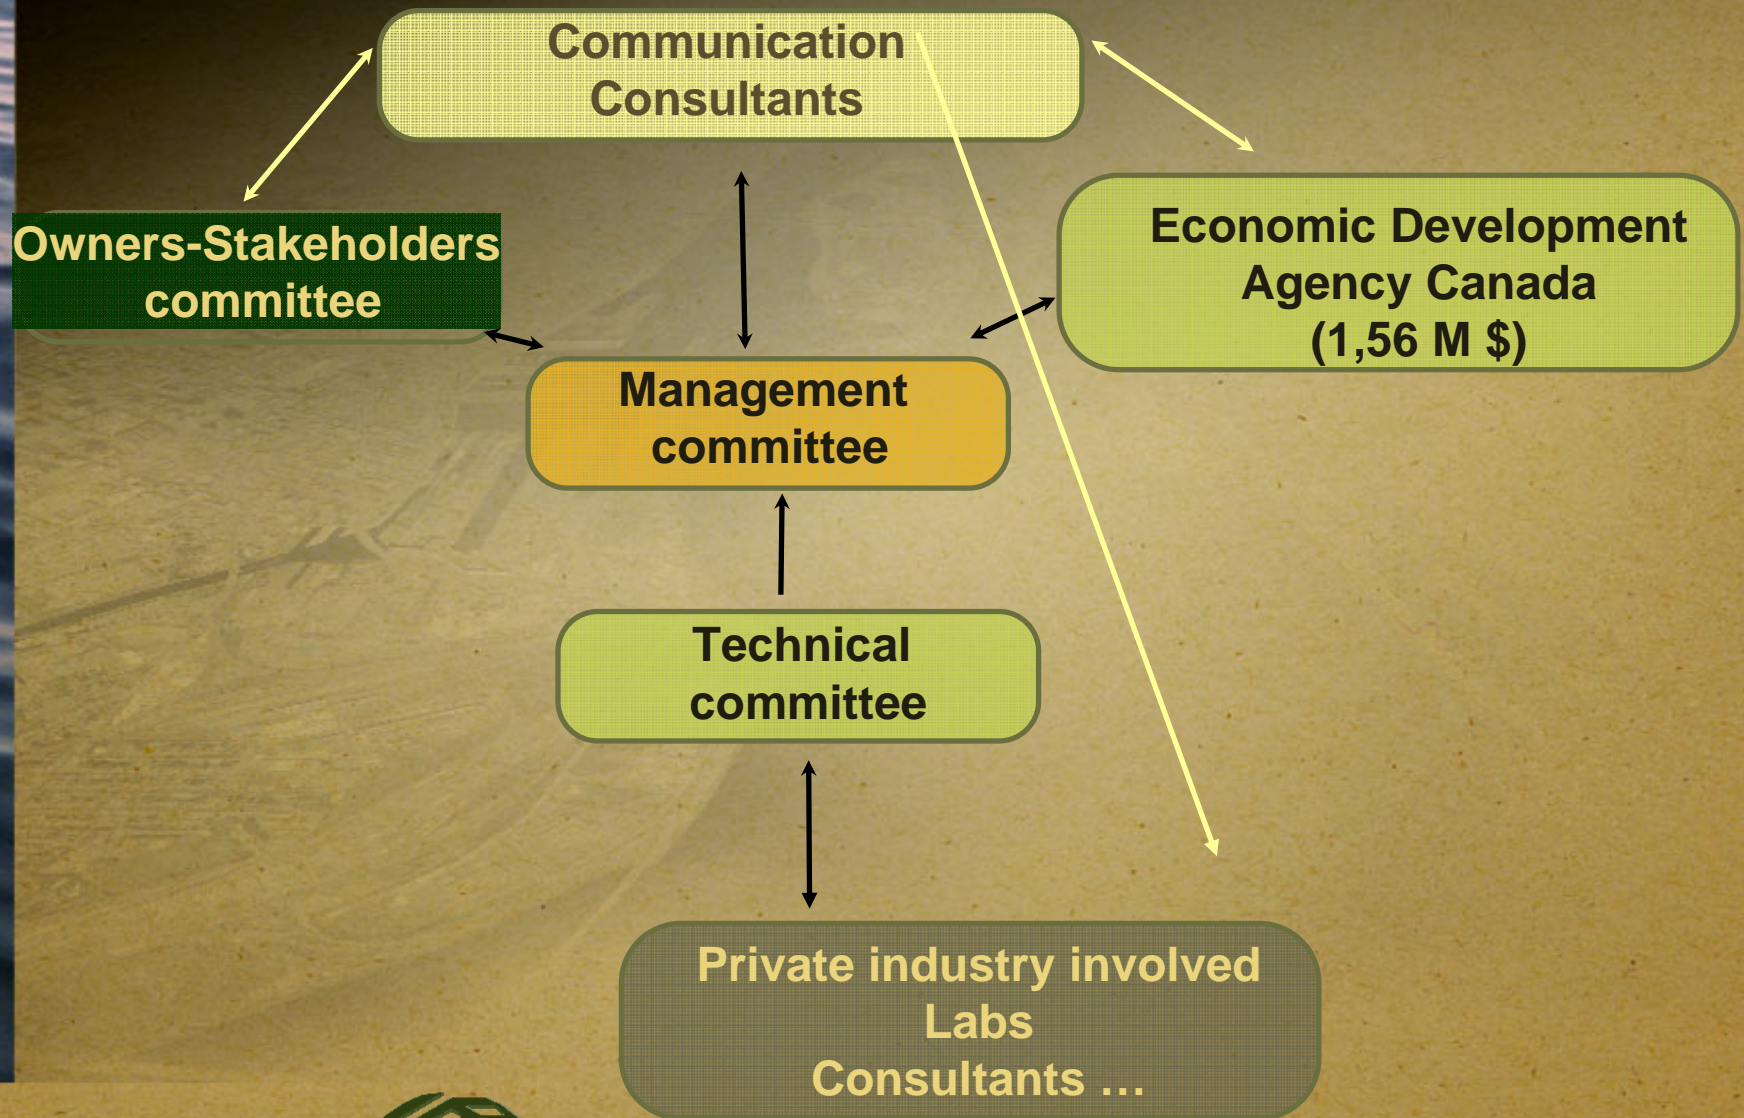 Communication
Consultants
Owners-Stakeholders
committee
Economic Development
Agency Canada
(1,56 M $)
Management
committee
Technical
committee
Private industry involved
Labs
Consultants …